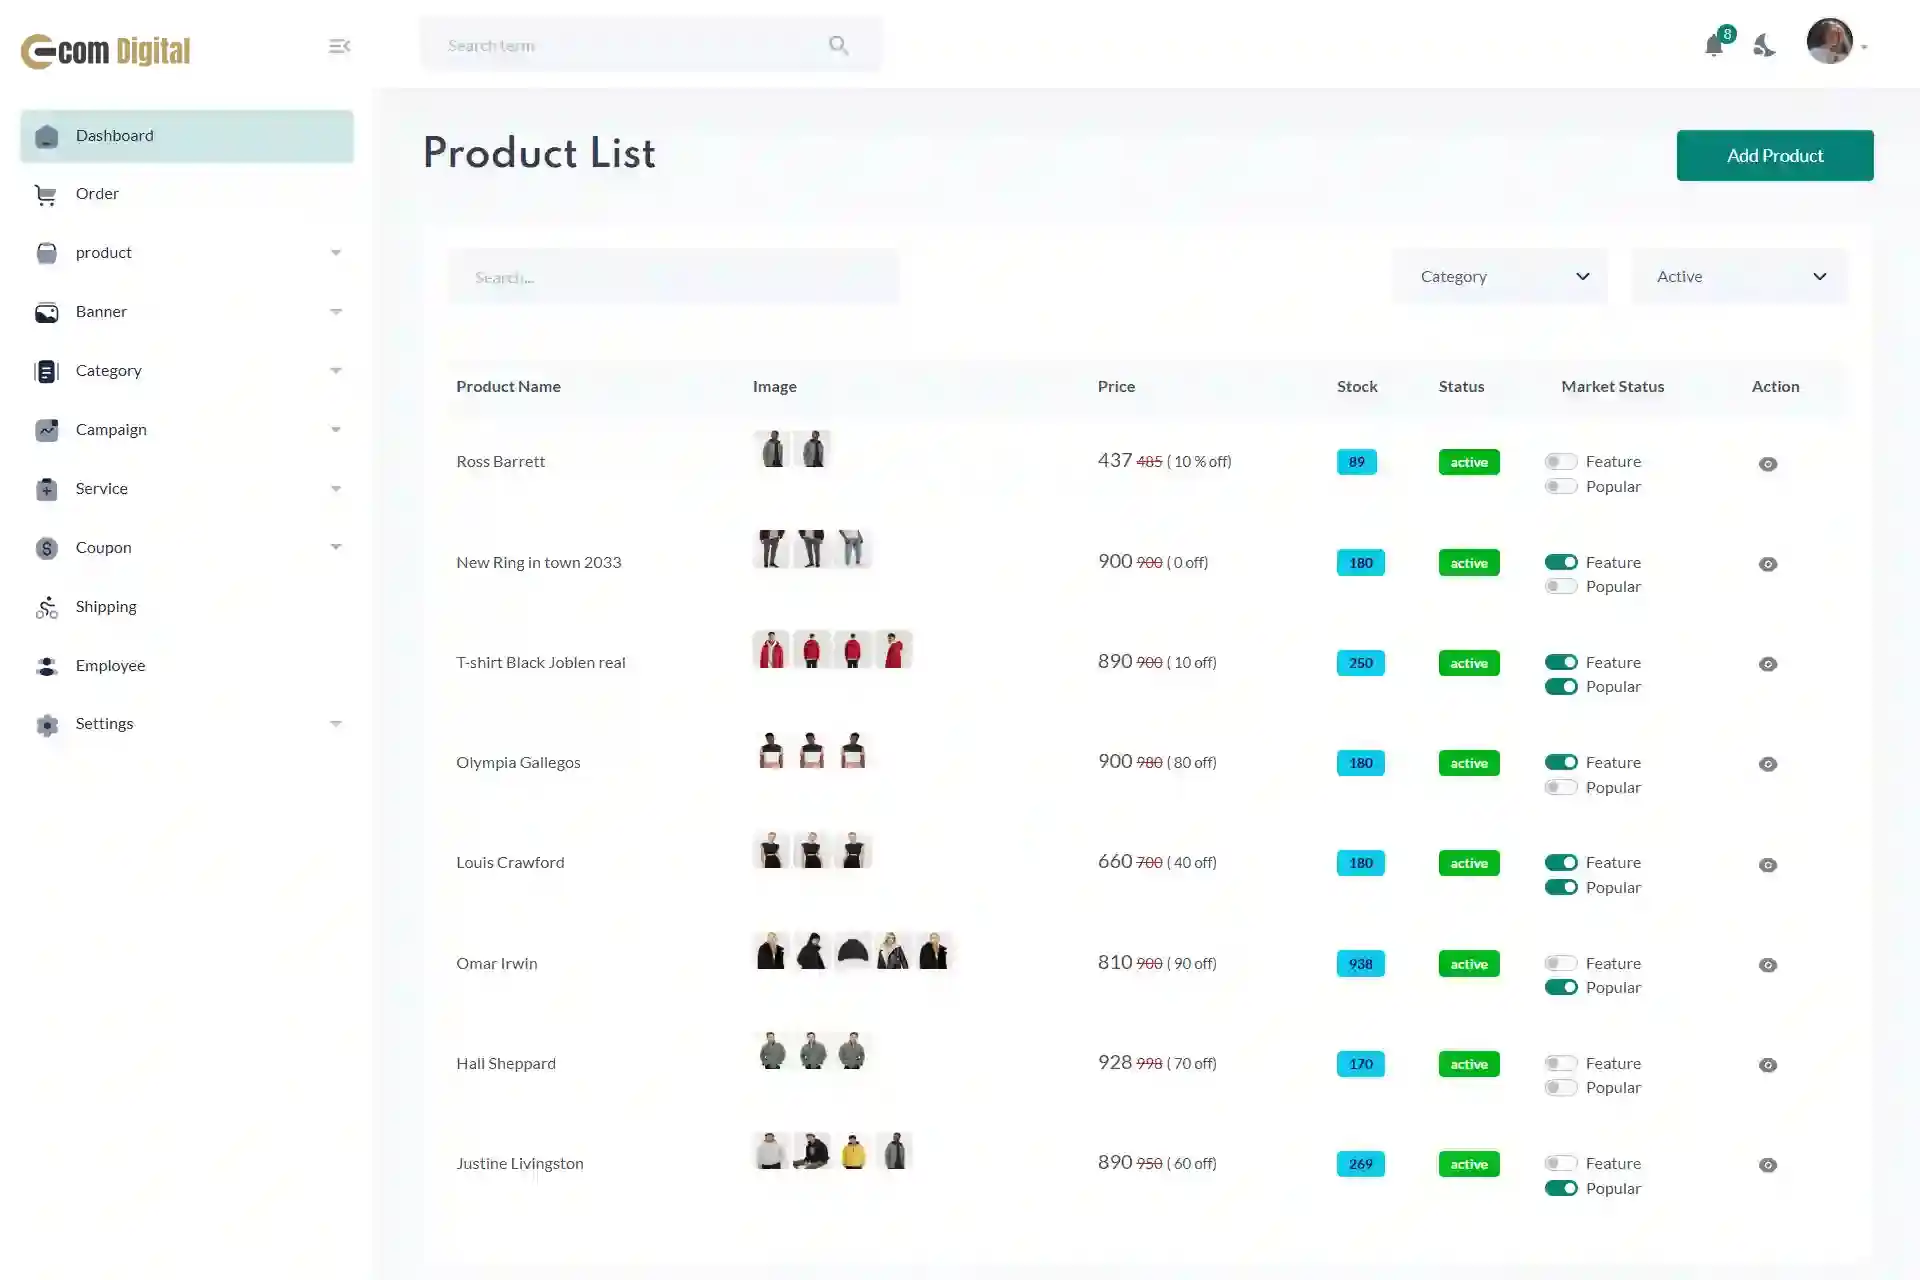 com Digital
Search term
8
Dashboard
Order
product
Banner
Category
Campaign
Service
Coupon
Shipping
Employee
Settings
Product List
Add Product
Search...
Category
Active
Product Name Image Price Stock Status Market Status Action
Ross Barrett 437 485 ( 10 % off) 89 active Feature
Popular
New Ring in town 2033 900 900 ( 0 off) 180 active Feature
Popular
T-shirt Black Joblen real 890 900 ( 10 off) 250 active Feature
Popular
Olympia Gallegos 900 980 ( 80 off) 180 active Feature
Popular
Louis Crawford 660 700 ( 40 off) 180 active Feature
Popular
Omar Irwin 810 900 ( 90 off) 938 active Feature
Popular
Hall Sheppard 928 998 ( 70 off) 170 active Feature
Popular
Justine Livingston 890 950 ( 60 off) 269 active Feature
Popular